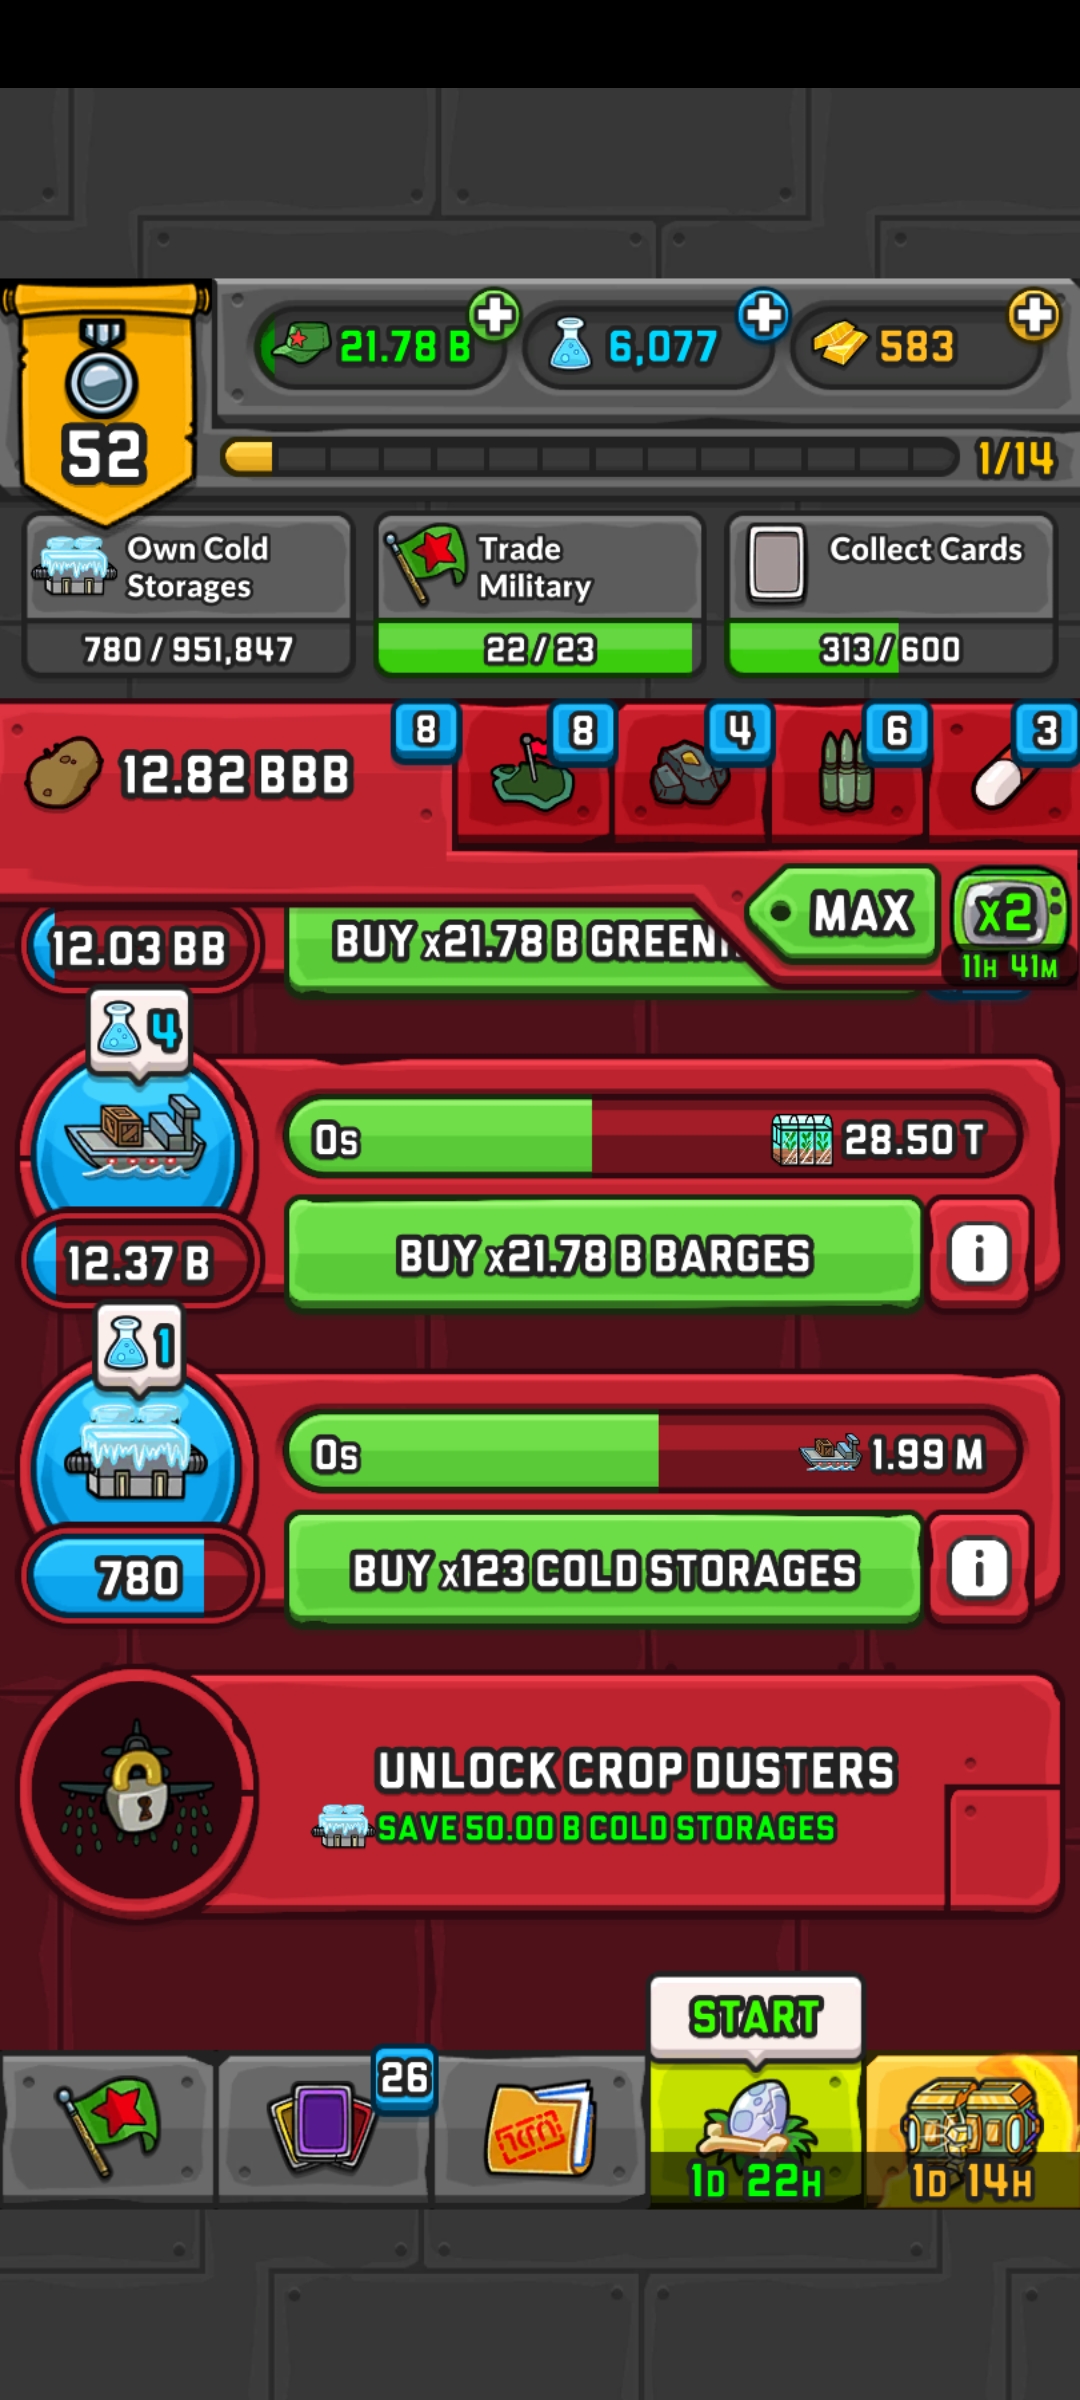 21.78 B
6,077
583
52
1/14
Own Cold
Storages
780 / 951,847
Trade
Military
22/23
Collect Cards
313/600
12.82 BBB
8
8
4
6
3
MAX
x2
11H 41M
12.03 BB
BUY x21.78 B GREEN
4
0s
28.50 T
12.37 B
BUY x21.78 B BARGES
i
1
0s
1.99 M
780
BUY x123 COLD STORAGES
i
UNLOCK CROP DUSTERS
SAVE 50.00 B COLD STORAGES
START
26
1D 22H
1D 14H